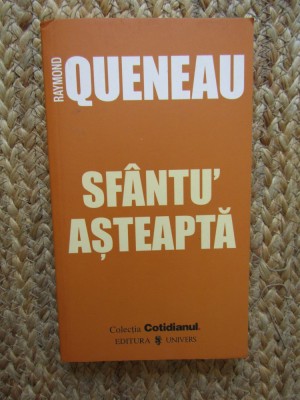 RAYMOND
QUENEAU
SFÂNTU'
AȘTEAPTĂ
Colecția Cotidianul.
EDITURA UNIVERS